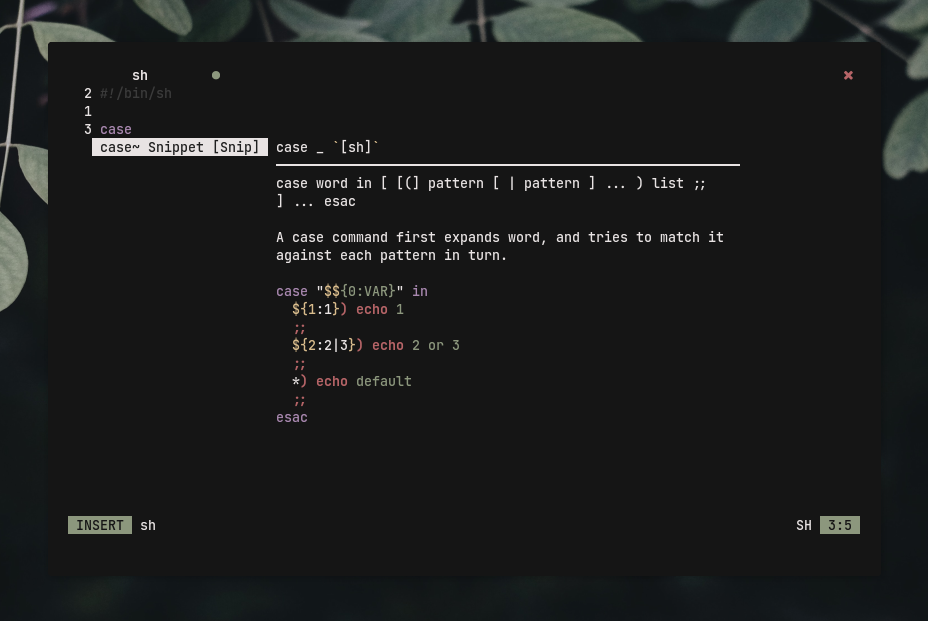 sh ● ✖
2 #!/bin/sh
1
3 case
case~ Snippet [Snip] case _ `[sh]`
case word in [ [(] pattern [ | pattern ] ... ) list ;;
] ... esac
A case command first expands word, and tries to match it
against each pattern in turn.
case "$${0:VAR}" in
${1:1}) echo 1
;;
${2:2|3}) echo 2 or 3
;;
*) echo default
;;
esac
INSERT sh SH 3:5